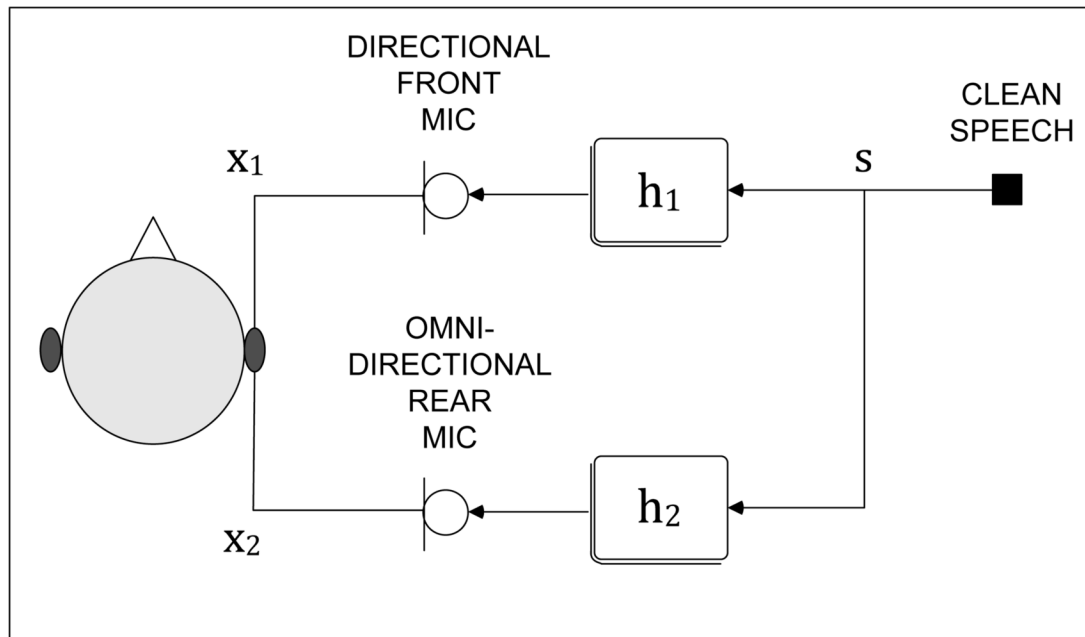 DIRECTIONAL
FRONT
MIC
CLEAN
SPEECH
x₁
h₁
s
OMNI-
DIRECTIONAL
REAR
MIC
h₂
x₂